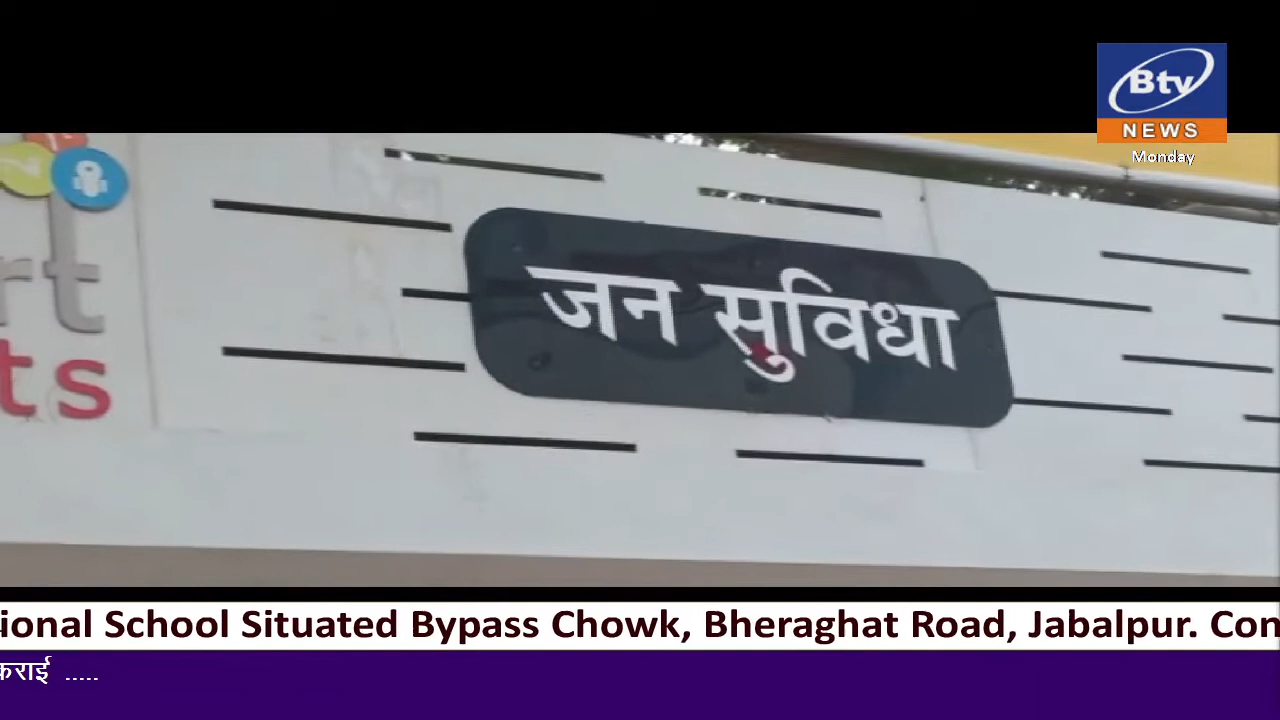 Btv
NEWS
Monday
rt
ts
जन सुविधा
ional School Situated Bypass Chowk, Bheraghat Road, Jabalpur. Con
कराई .....